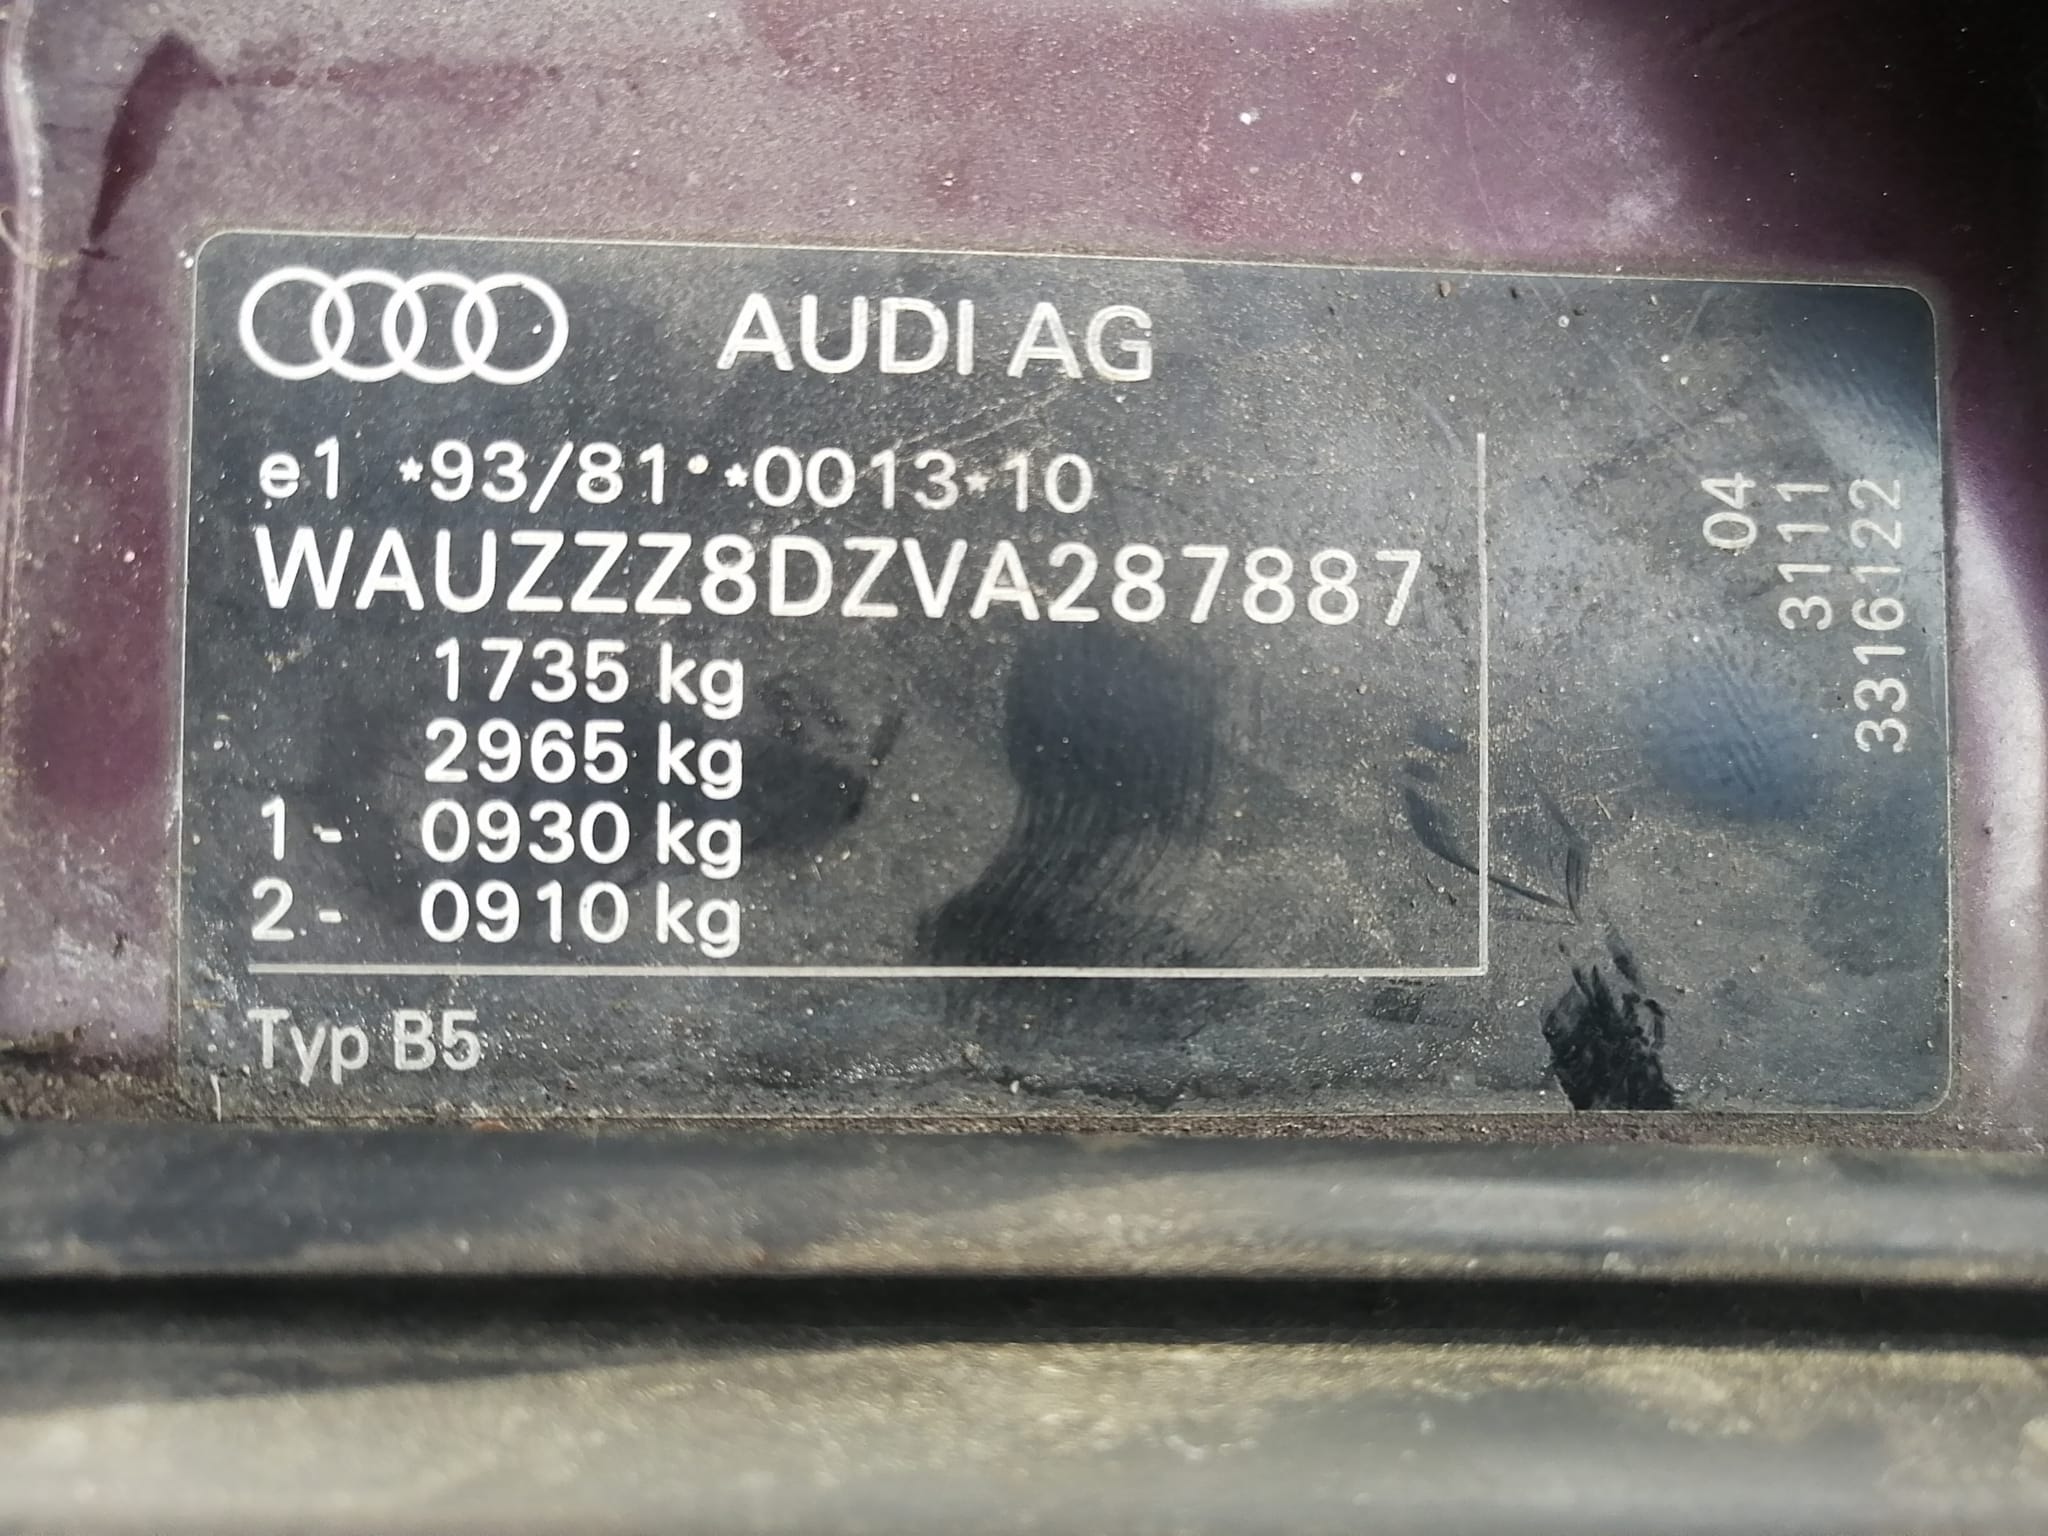 AUDI AG
e1 *93/81* *0013*10
WAUZZZ8DZVA287887
1735 kg
2965 kg
1- 0930 kg
2- 0910 kg
Typ B5
04
3111
3316122